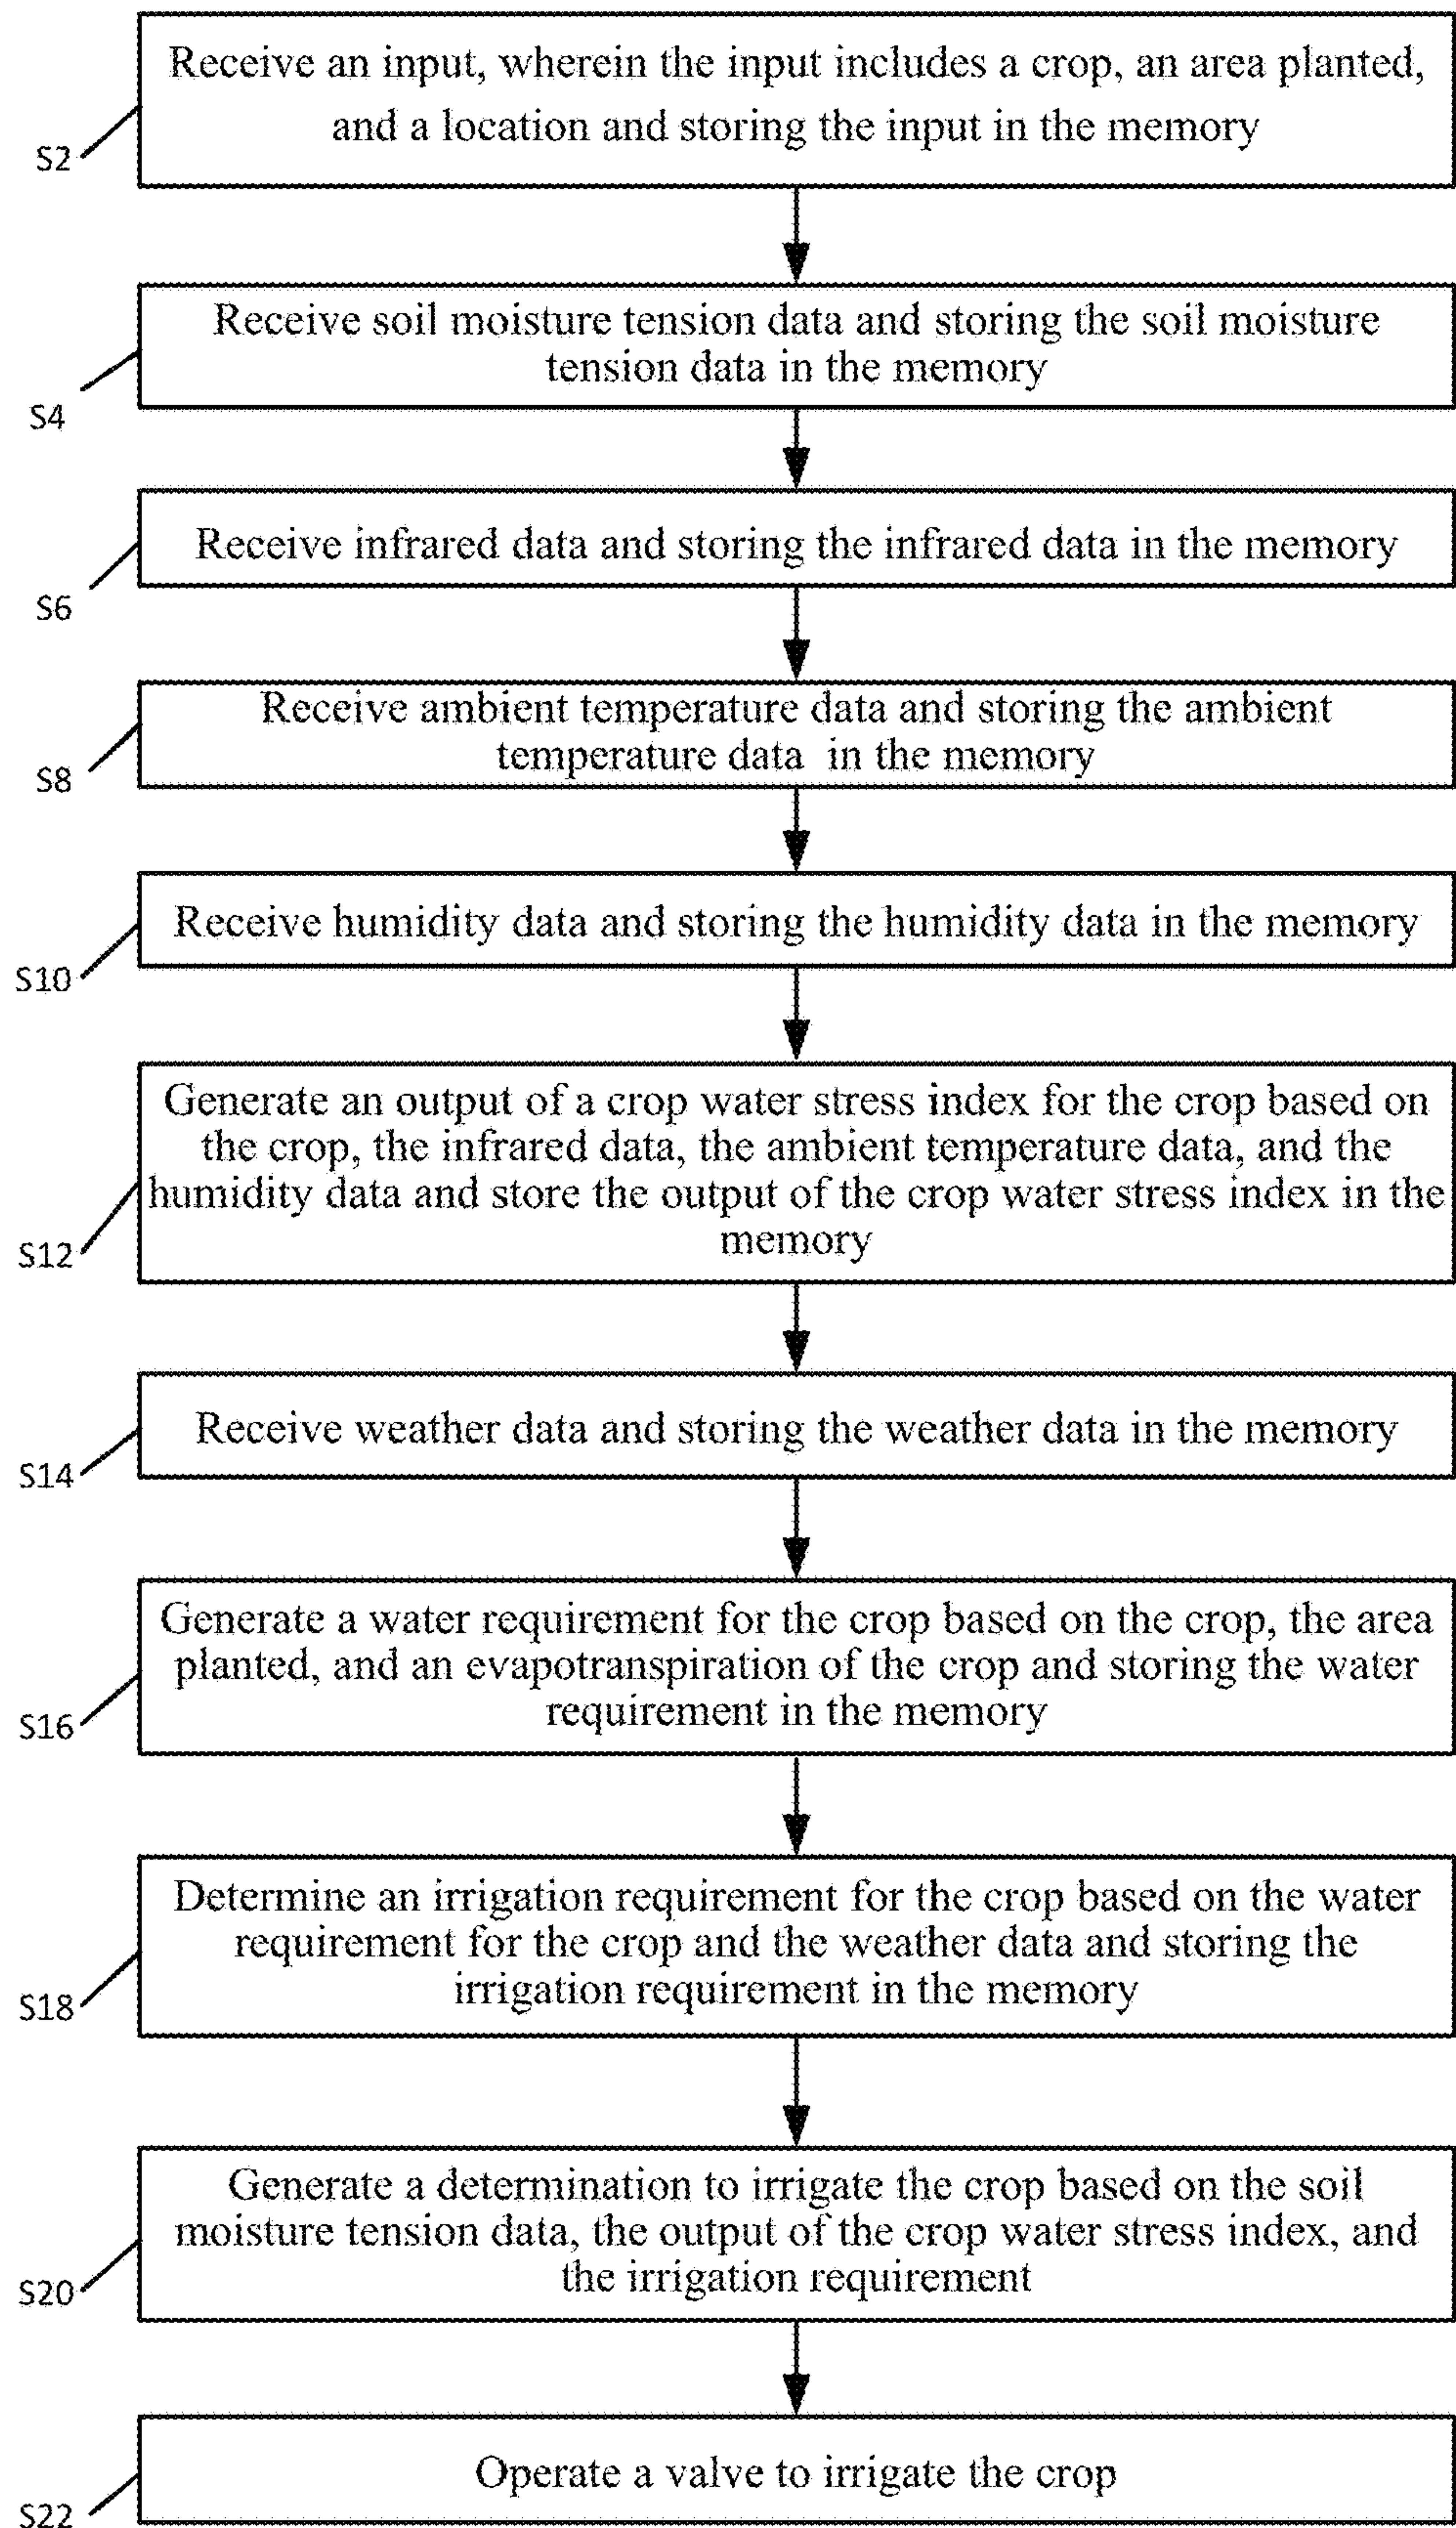 Receive an input, wherein the input includes a crop, an area planted,
and a location and storing the input in the memory
S2
Receive soil moisture tension data and storing the soil moisture
tension data in the memory
S4
Receive infrared data and storing the infrared data in the memory
S6
Receive ambient temperature data and storing the ambient
temperature data in the memory
S8
Receive humidity data and storing the humidity data in the memory
S10
Generate an output of a crop water stress index for the crop based on
the crop, the infrared data, the ambient temperature data, and the
humidity data and store the output of the crop water stress index in the
memory
S12
Receive weather data and storing the weather data in the memory
S14
Generate a water requirement for the crop based on the crop, the area
planted, and an evapotranspiration of the crop and storing the water
requirement in the memory
S16
Determine an irrigation requirement for the crop based on the water
requirement for the crop and the weather data and storing the
irrigation requirement in the memory
S18
Generate a determination to irrigate the crop based on the soil
moisture tension data, the output of the crop water stress index, and
the irrigation requirement
S20
Operate a valve to irrigate the crop
S22